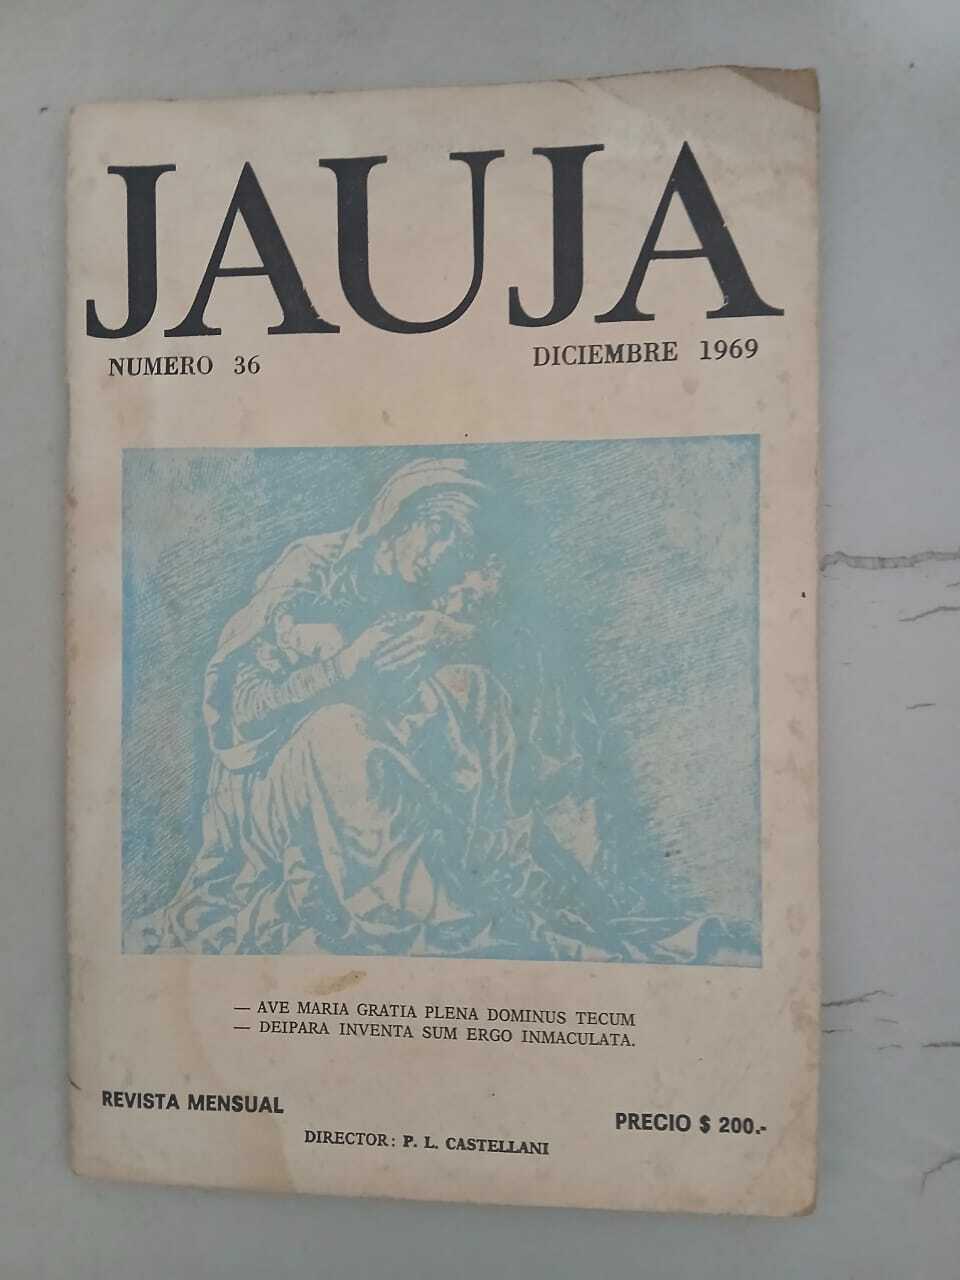 JAUJA
NUMERO 36
DICIEMBRE 1969
— AVE MARIA GRATIA PLENA DOMINUS TECUM
— DEIPARA INVENTA SUM ERGO INMACULATA.
REVISTA MENSUAL
PRECIO $ 200.-
DIRECTOR: P. L. CASTELLANI